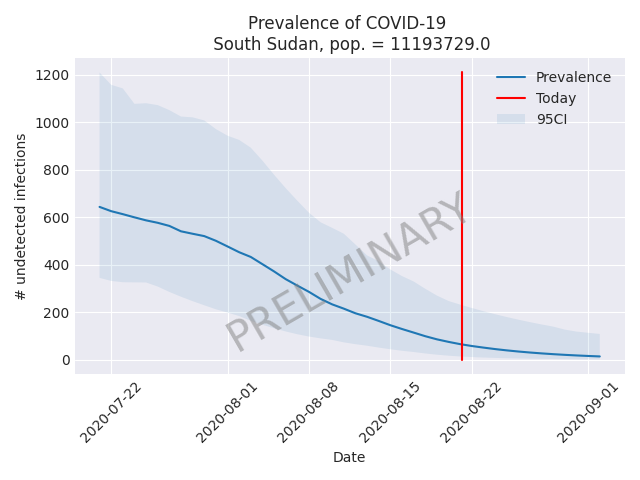 Prevalence of COVID-19
South Sudan, pop. = 11193729.0
Prevalence
Today
95CI
1200
1000
800
600
400
200
0
# undetected infections
PRELIMINARY
2020-07-22
2020-08-01
2020-08-08
2020-08-15
2020-08-22
2020-09-01
Date